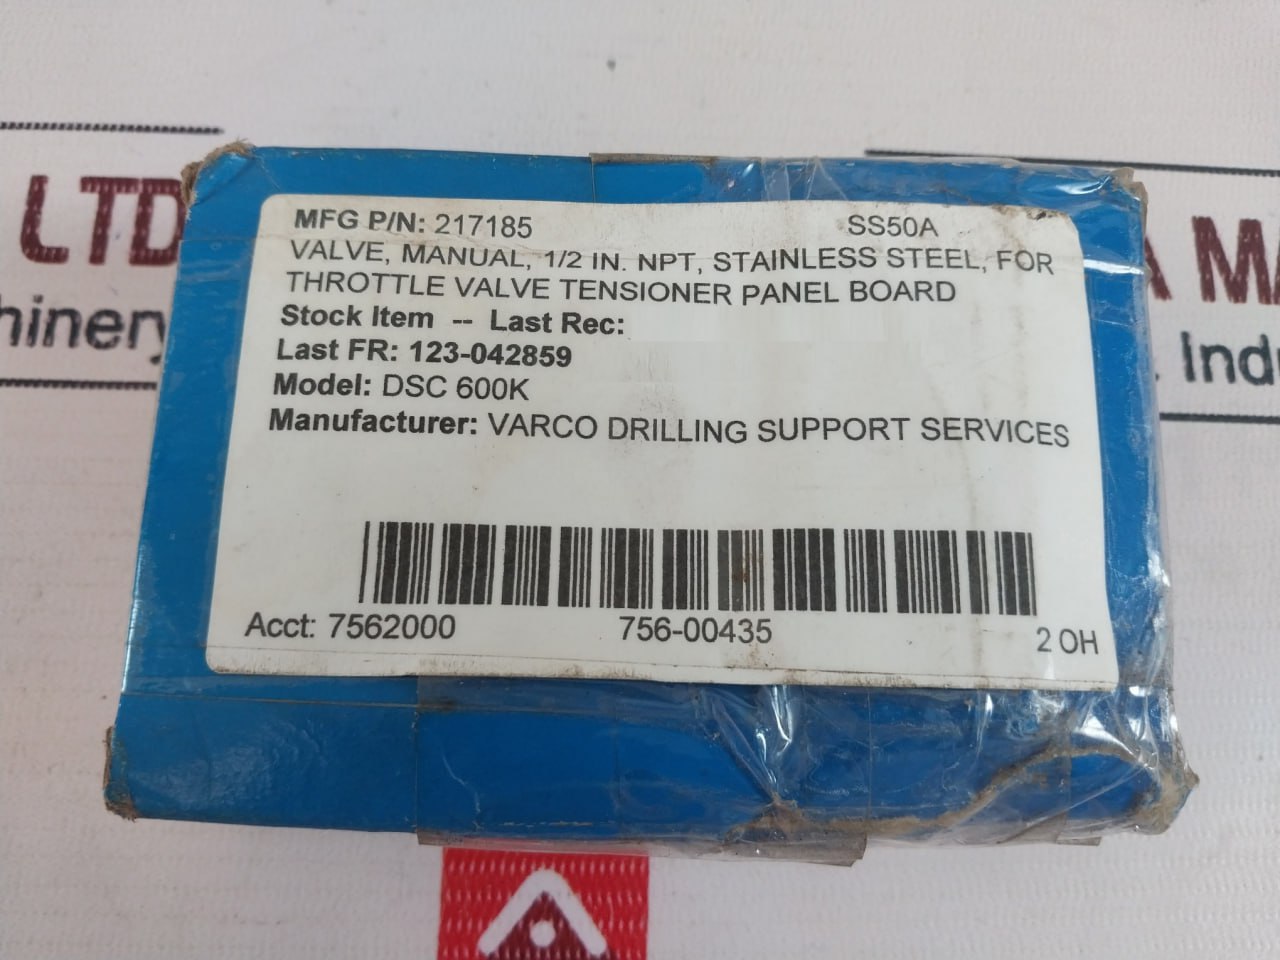 LTD
hinery
A MA
Indu
MFG P/N: 217185 SS50A
VALVE, MANUAL, 1/2 IN. NPT, STAINLESS STEEL, FOR
THROTTLE VALVE TENSIONER PANEL BOARD
Stock Item -- Last Rec:
Last FR: 123-042859
Model: DSC 600K
Manufacturer: VARCO DRILLING SUPPORT SERVICES
Acct: 7562000 756-00435 2 OH